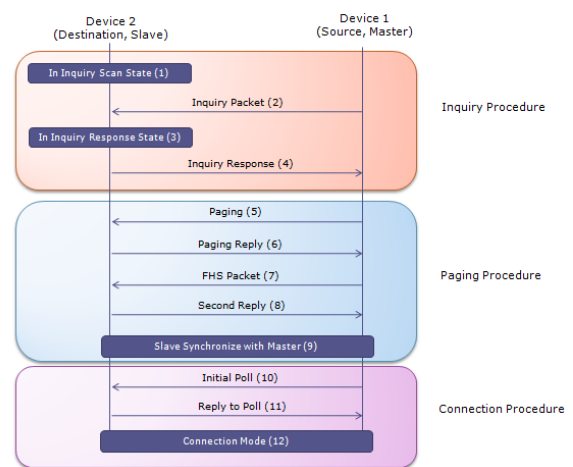 Device 2
(Destination, Slave)
Device 1
(Source, Master)
In Inquiry Scan State (1)
Inquiry Packet (2)
Inquiry Procedure
In Inquiry Response State (3)
Inquiry Response (4)
Paging (5)
Paging Reply (6)
FHS Packet (7)
Paging Procedure
Second Reply (8)
Slave Synchronize with Master (9)
Initial Poll (10)
Reply to Poll (11)
Connection Procedure
Connection Mode (12)